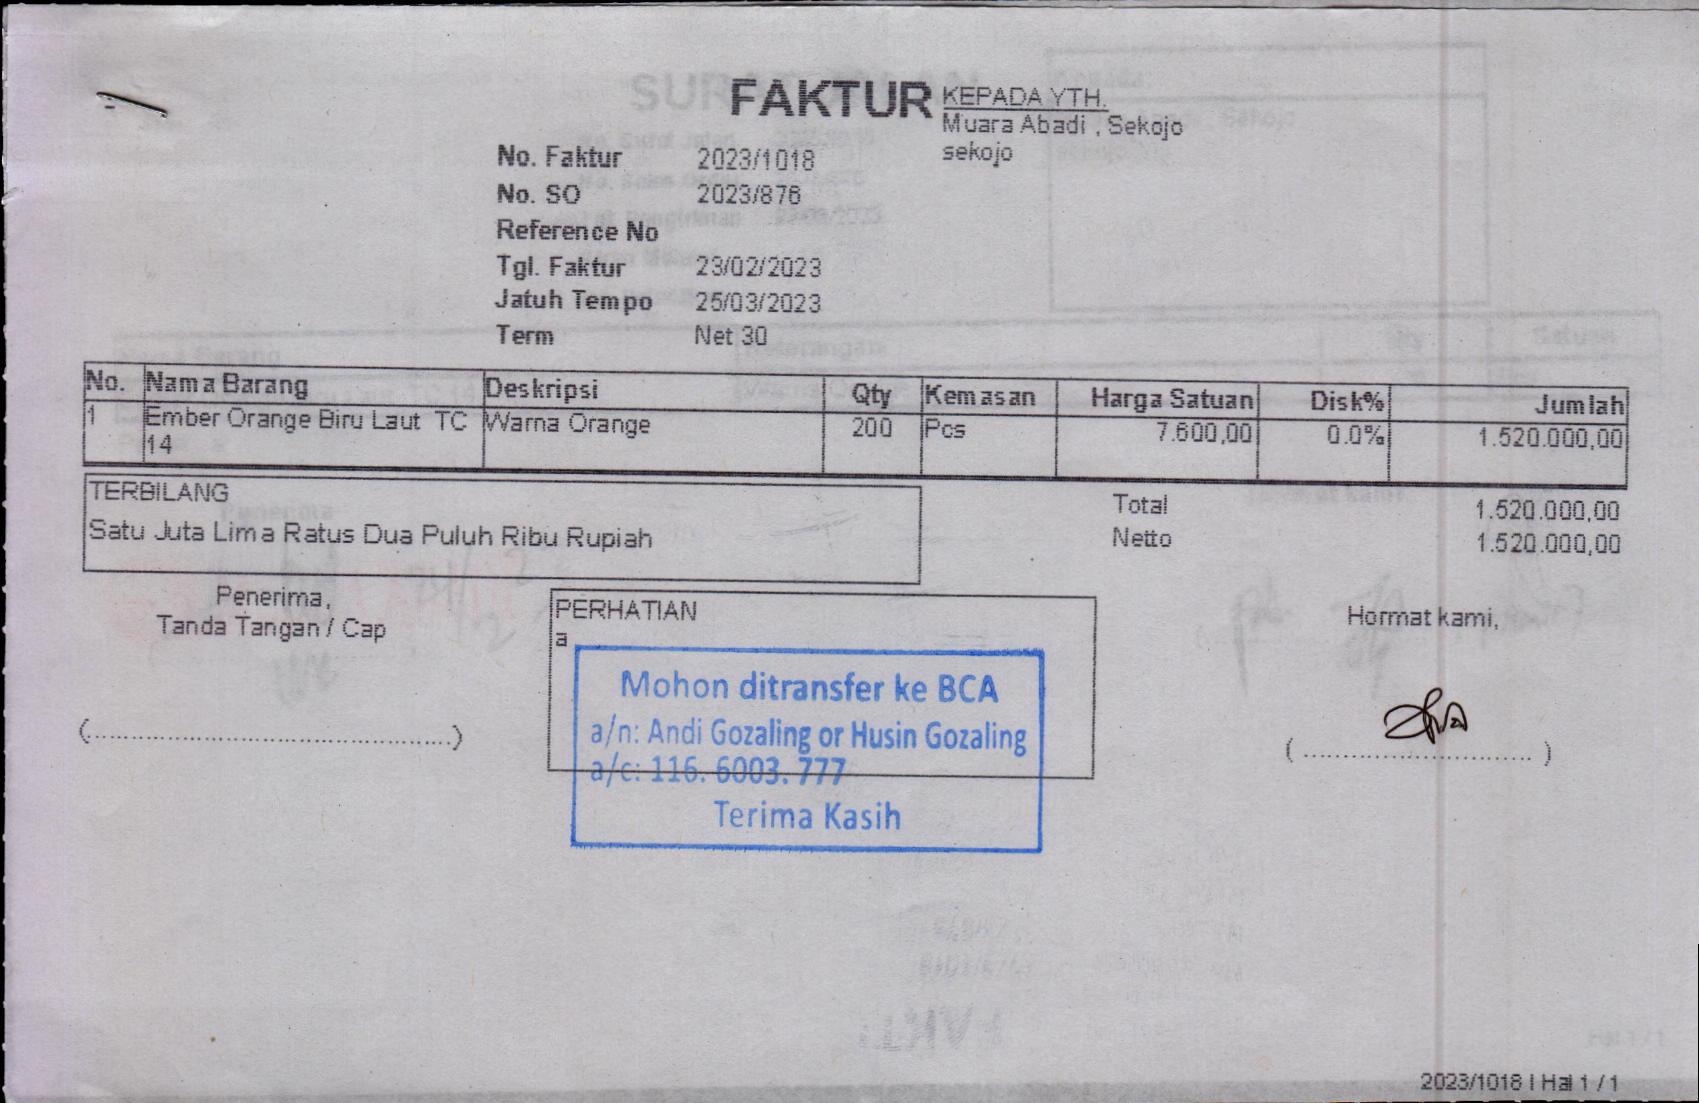 FAKTUR
KEPADA YTH.
Muara Abadi , Sekojo
sekojo
No. Faktur 2023/1018
No. SO 2023/876
Reference No
Tgl. Faktur 23/02/2023
Jatuh Tempo 25/03/2023
Term Net 30
No. Nama Barang Deskripsi Qty Kemasan Harga Satuan Disk% Jumlah
1 Ember Orange Biru Laut TC Warna Orange 200 Pcs 7.600,00 0.0% 1.520.000,00
14
TERBILANG
Satu Juta Lima Ratus Dua Puluh Ribu Rupiah
Total 1.520.000,00
Netto 1.520.000,00
Penerima,
Tanda Tangan / Cap
(...............................................)
PERHATIAN
a
Mohon ditransfer ke BCA
a/n: Andi Gozaling or Husin Gozaling
a/c: 116. 6003. 777
Terima Kasih
Hormat kami,
( ................................ )
2023/1018 | Hal 1 / 1